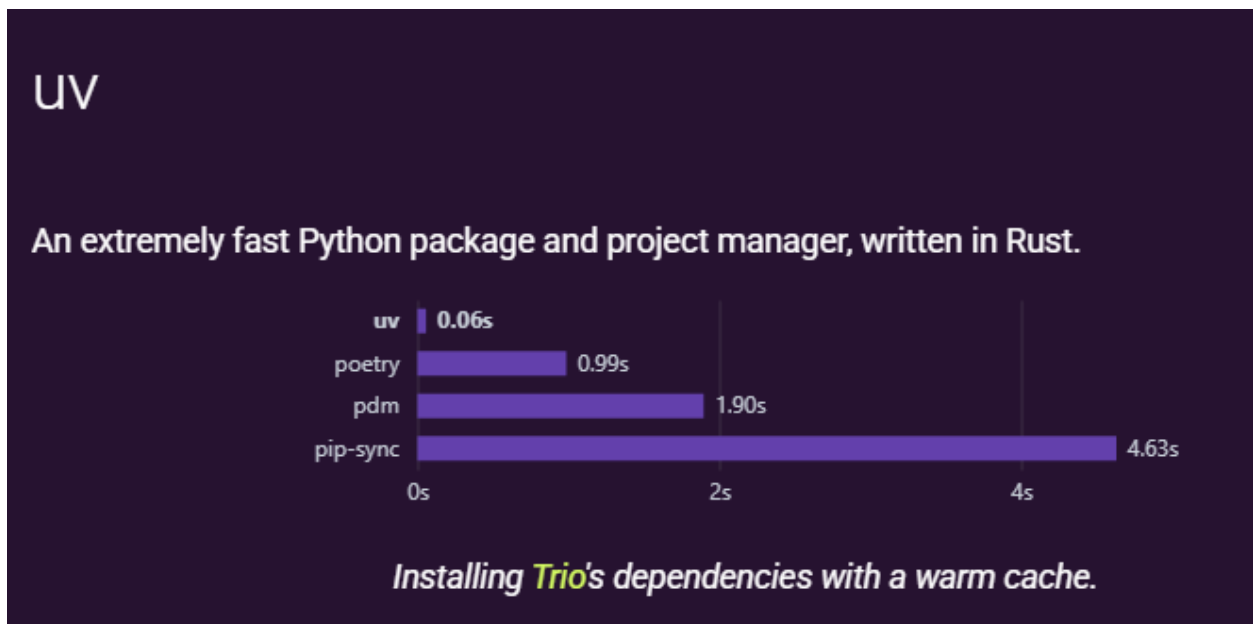 uv
An extremely fast Python package and project manager, written in Rust.
uv 0.06s
poetry 0.99s
pdm 1.90s
pip-sync 4.63s
0s 2s 4s
Installing Trio's dependencies with a warm cache.